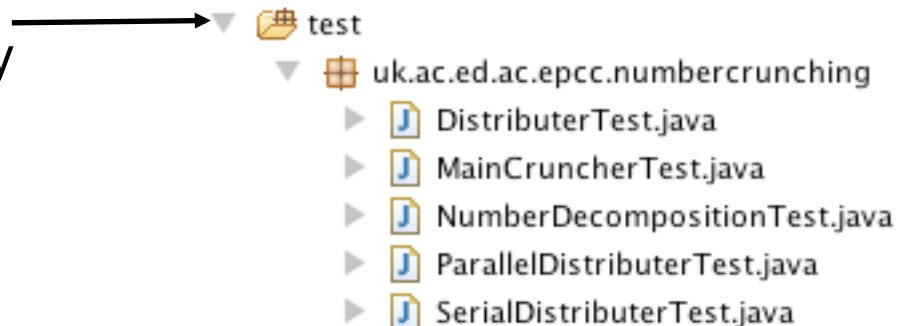 test
uk.ac.ed.ac.epcc.numbercrunching
DistributerTest.java
MainCruncherTest.java
NumberDecompositionTest.java
ParallelDistributerTest.java
SerialDistributerTest.java